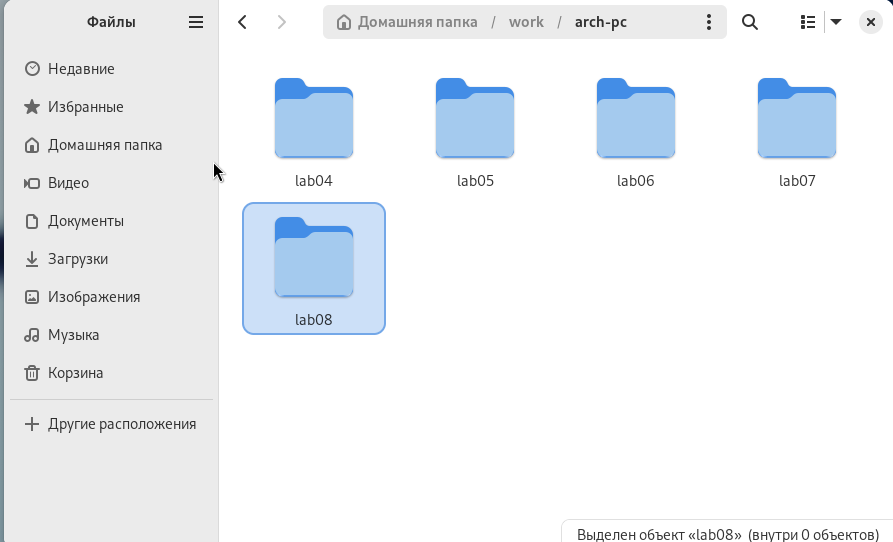 Файлы
Домашняя папка / work / arch-pc
Недавние
Избранные
Домашняя папка
Видео
Документы
Загрузки
Изображения
Музыка
Корзина
Другие расположения
lab04 lab05 lab06 lab07
lab08
Выделен объект «lab08» (внутри 0 объектов)